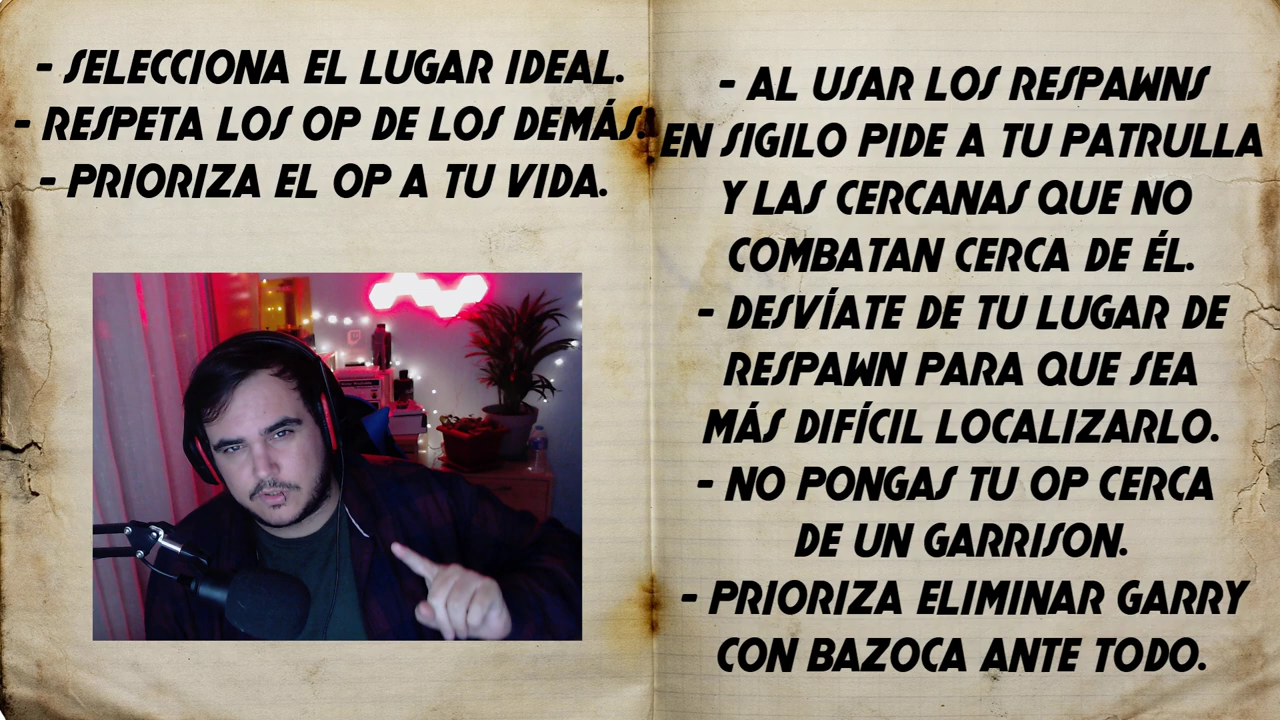 - SELECCIONA EL LUGAR IDEAL.
- RESPETA LOS OP DE LOS DEMÁS.
- PRIORIZA EL OP A TU VIDA.
- AL USAR LOS RESPAWNS
EN SIGILO PIDE A TU PATRULLA
Y LAS CERCANAS QUE NO
COMBATAN CERCA DE ÉL.
- DESVÍATE DE TU LUGAR DE
RESPAWN PARA QUE SEA
MÁS DIFÍCIL LOCALIZARLO.
- NO PONGAS TU OP CERCA
DE UN GARRISON.
- PRIORIZA ELIMINAR GARRY
CON BAZOCA ANTE TODO.